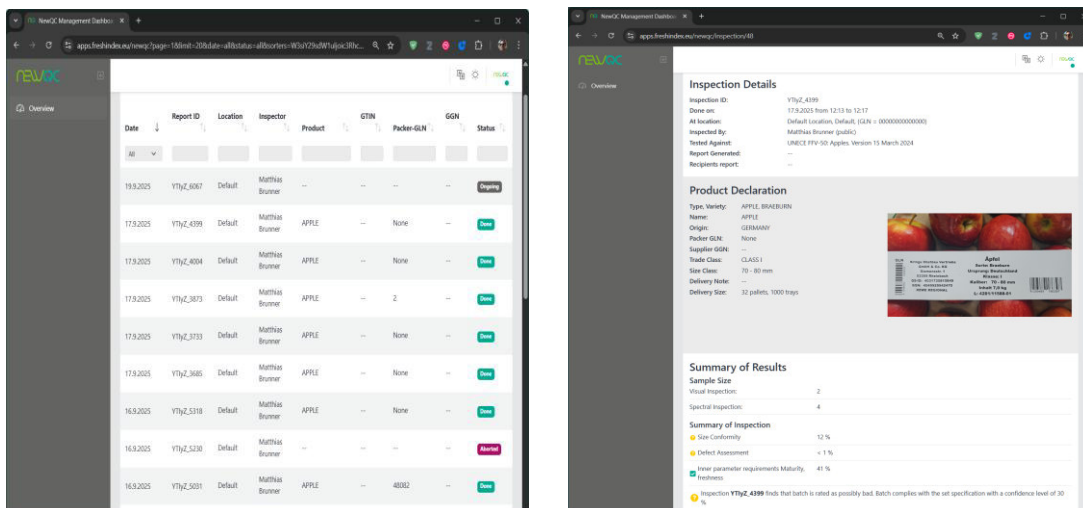 NewQC Management Dashboa
apps.freshindex.eu/newqc?page=1&limit=20&date=all&status=all&sorters=
newQC
Overview
Date Report ID Location Inspector Product GTIN Packer-GLN GGN Status
All
19.9.2025 YTlyZ_6067 Default Matthias Brunner -- -- -- -- Ongoing
17.9.2025 YTlyZ_4399 Default Matthias Brunner APPLE -- None -- Done
17.9.2025 YTlyZ_4004 Default Matthias Brunner APPLE -- None -- Done
17.9.2025 YTlyZ_3873 Default Matthias Brunner APPLE -- 2 -- Done
17.9.2025 YTlyZ_3733 Default Matthias Brunner APPLE -- None -- Done
17.9.2025 YTlyZ_3685 Default Matthias Brunner APPLE -- None -- Done
16.9.2025 YTlyZ_5318 Default Matthias Brunner APPLE -- None -- Done
16.9.2025 YTlyZ_5230 Default Matthias Brunner -- -- -- -- Aborted
16.9.2025 YTlyZ_5031 Default Matthias Brunner APPLE -- 48082 -- Done
NewQC Management Dashboa
apps.freshindex.eu/newqc/inspection/48
newQC
Overview
Inspection Details
Inspection ID: YTlyZ_4399
Done on: 17.9.2025 from 12:13 to 12:17
At location: Default Location, Default, (GLN = 0000000000000)
Inspected By: Matthias Brunner (public)
Tested Against: UNECE FFV-50: Apples: Version 15 March 2024
Report Generated: --
Recipients report: --
Product Declaration
Type, Variety: APPLE, BRAEBURN
Name: APPLE
Origin: GERMANY
Packer GLN: None
Supplier GGN: --
Trade Class: CLASS I
Size Class: 70 - 80 mm
Delivery Note: --
Delivery Size: 32 pallets, 1000 trays
Äpfel
Sorte: Braeburn
Ursprung: Deutschland
Klasse: I
Kaliber: 70 - 80 mm
Inhalt 7,0 kg
Summary of Results
Sample Size
Visual Inspection: 2
Spectral Inspection: 4
Summary of Inspection
Size Conformity 12 %
Defect Assessment < 1 %
Inner parameter requirements Maturity, 41 %
freshness
Inspection YTlyZ_4399 finds that batch is rated as possibly bad. Batch complies with the set specification with a confidence level of 30
%